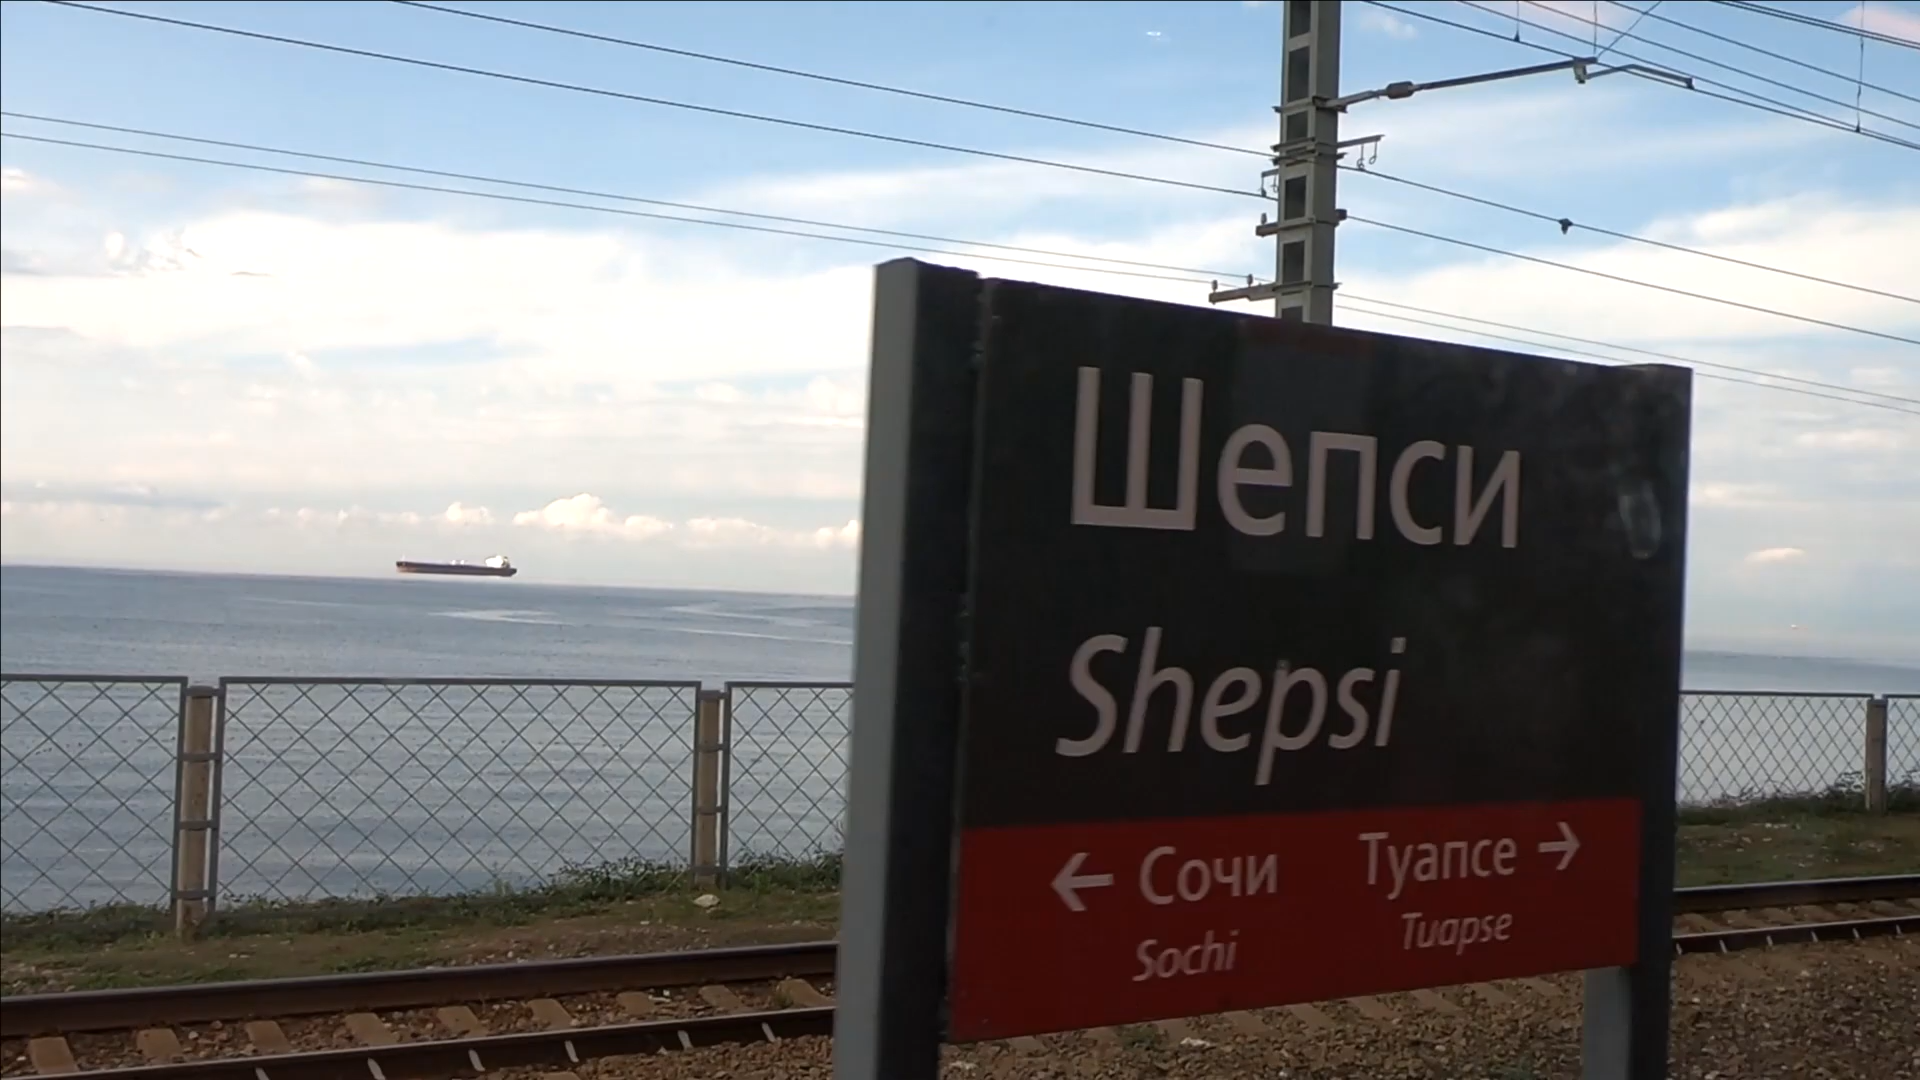 Шепси
Shepsi
← Сочи Туапсе →
Sochi Tuapse